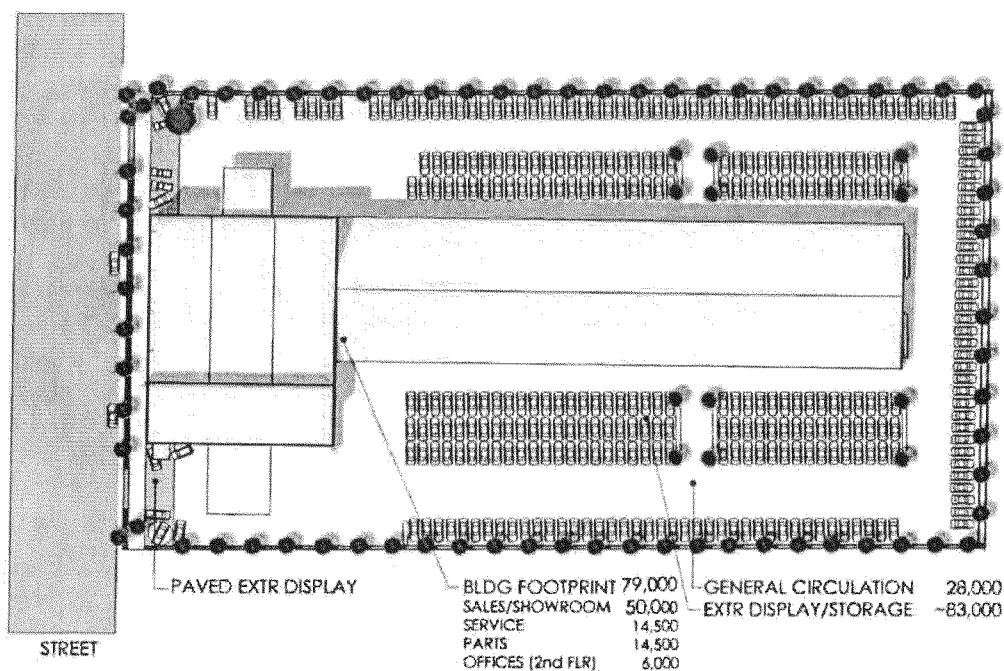 PAVED EXTR DISPLAY
BLDG FOOTPRINT 79,000
SALES/SHOWROOM 50,000
SERVICE 14,500
PARTS 14,500
OFFICES (2nd FLR) 6,000
GENERAL CIRCULATION 28,000
EXTR DISPLAY/STORAGE ~83,000
STREET